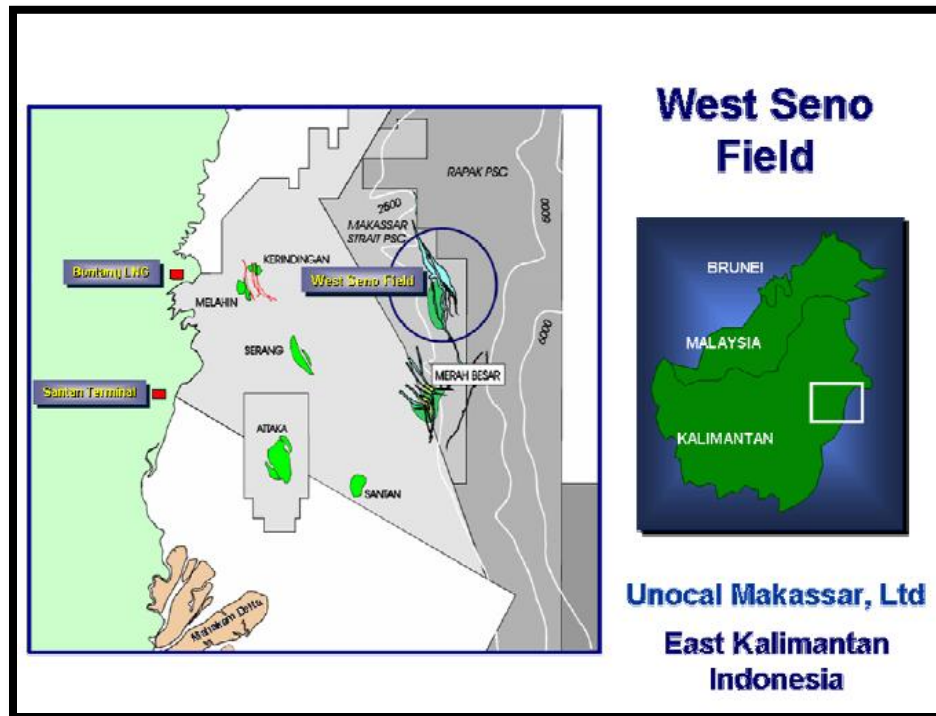 West Seno
Field
RAPAK PSC
2500
6000
MAKASSAR
STRAIT PSC
KERINDINGAN
Bontang LNG
West Seno Field
MELAHIN
6000
SERANG
MERAH BESAR
Santan Terminal
ATTAKA
SANTAN
Mahakam Delta
BRUNEI
MALAYSIA
KALIMANTAN
Unocal Makassar, Ltd
East Kalimantan
Indonesia